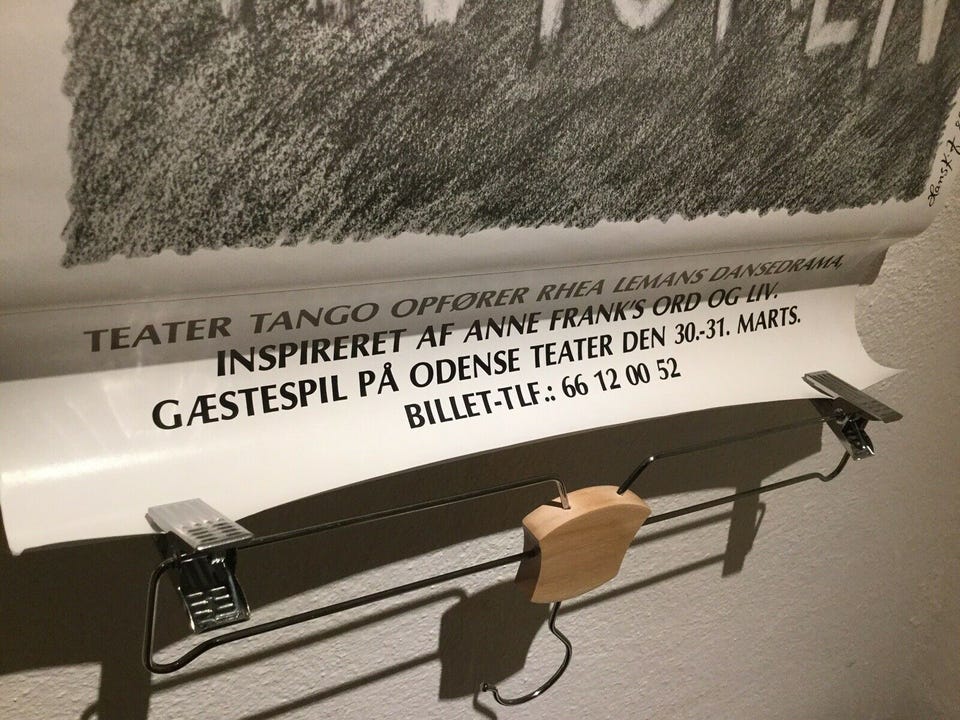 TEATER TANGO OPFØRER RHEA LEMANS DANSEDRAMA,
INSPIRERET AF ANNE FRANK'S ORD OG LIV.
GÆSTESPIL PÅ ODENSE TEATER DEN 30.-31. MARTS.
BILLET-TLF.: 66 12 00 52